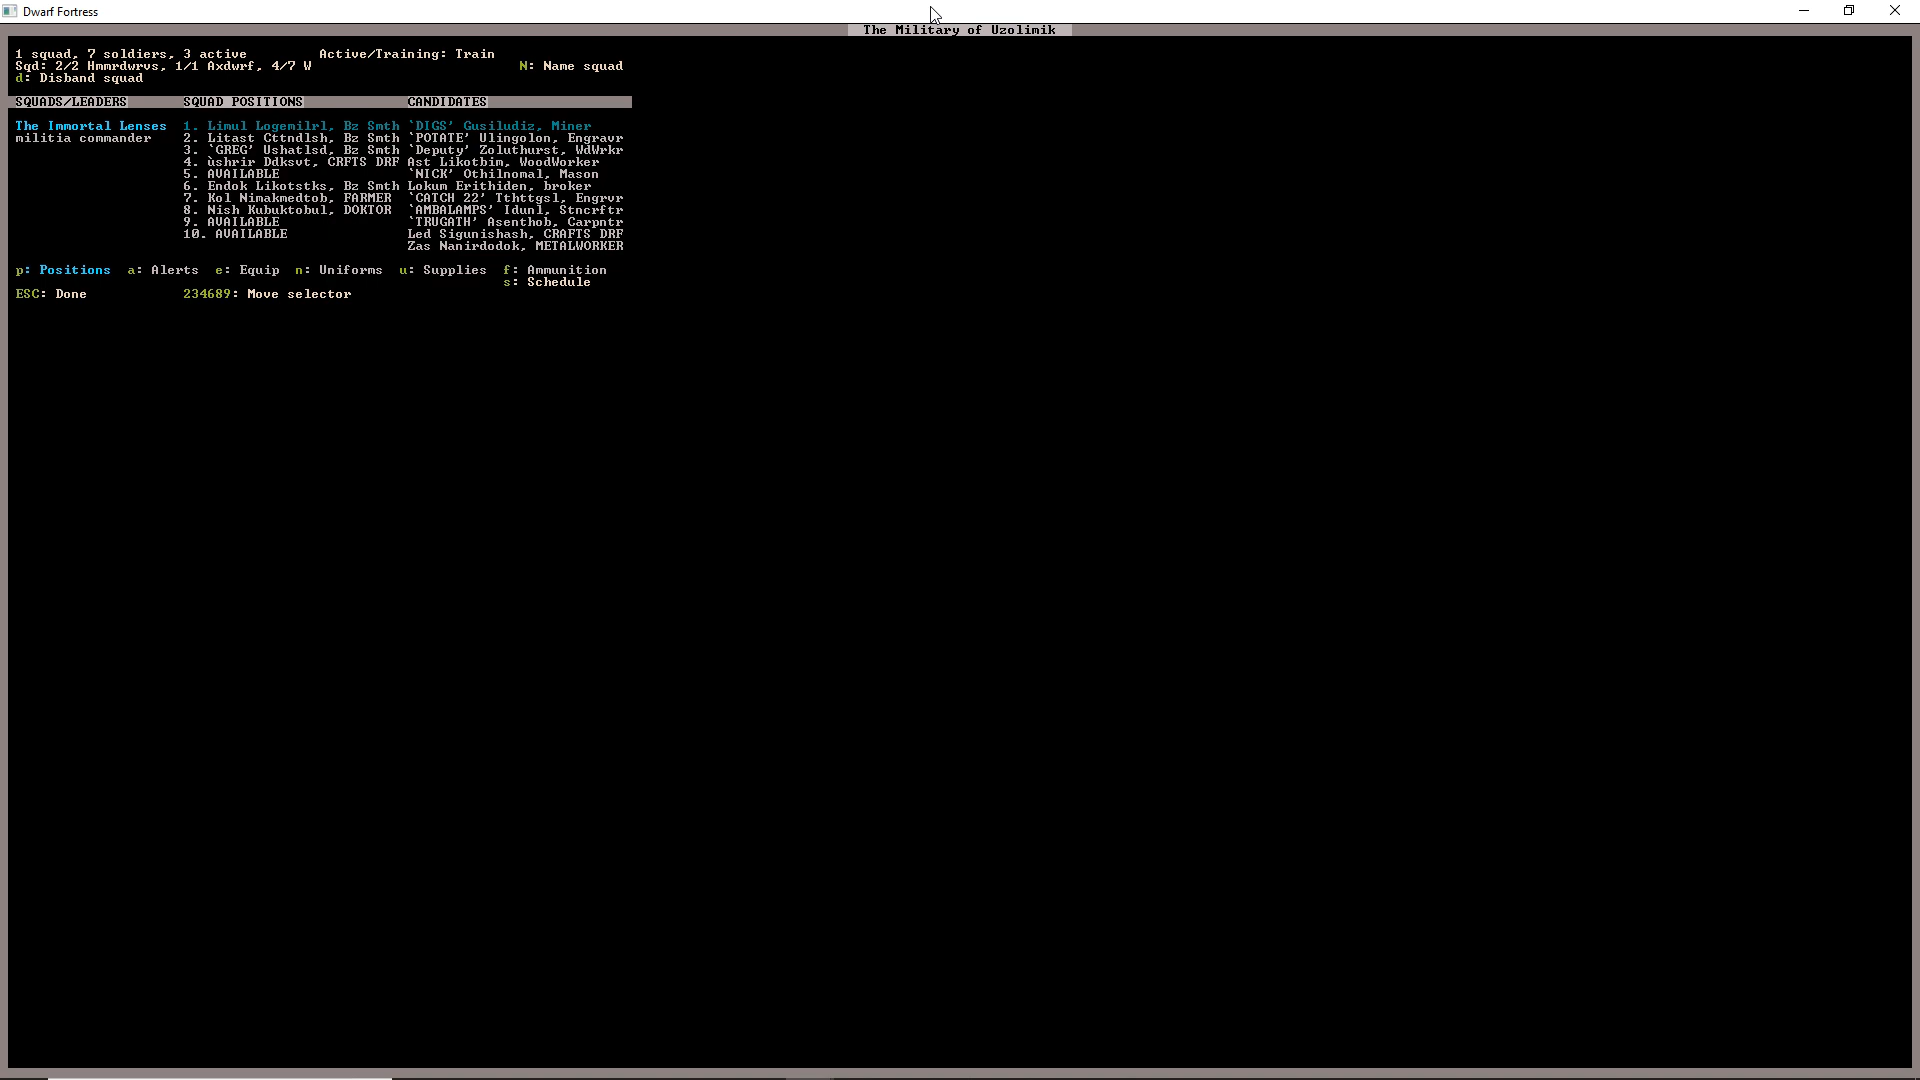 Dwarf Fortress
The Military of Uzolimik
1 squad, 7 soldiers, 3 active Active/Training: Train
Sqd: 2/2 Hmmrdwrvs, 1/1 Axdwrf, 4/7 W N: Name squad
d: Disband squad
SQUADS/LEADERS SQUAD POSITIONS CANDIDATES
The Immortal Lenses 1. Limul Logemilrl, Bz Smth `DIGS' Gusiludiz, Miner
militia commander 2. Litast Cttndlsh, Bz Smth `POTATE' Ulingolon, Engravr
3. `GREG' Ushatlsd, Bz Smth `Deputy' Zoluthurst, WdWrkr
4. ùshrir Ddksvt, CRFTS DRF Ast Likotbim, WoodWorker
5. AVAILABLE `NICK' Othilnomal, Mason
6. Endok Likotstks, Bz Smth Lokum Erithiden, broker
7. Kol Nimakmedtob, FARMER `CATCH 22' Tthttgsl, Engrvr
8. Nish Kubuktobul, DOKTOR `AMBALAMPS' Idunl, Stncrftr
9. AVAILABLE `TRUGATH' Asenthob, Carpntr
10. AVAILABLE Led Sigunishash, CRAFTS DRF
Zas Nanirdodok, METALWORKER
p: Positions a: Alerts e: Equip n: Uniforms u: Supplies f: Ammunition
s: Schedule
ESC: Done 234689: Move selector